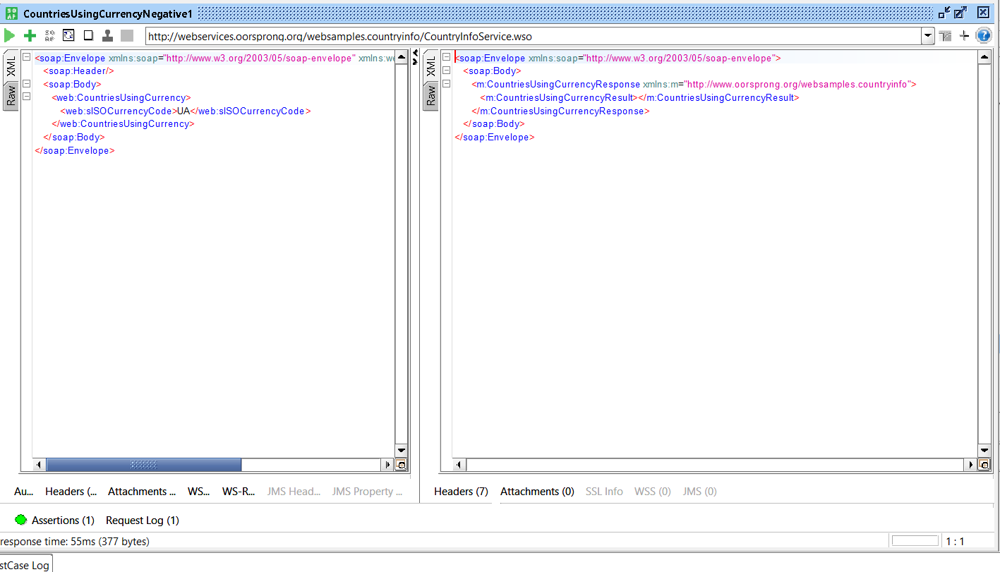 CountriesUsingCurrencyNegative1
http://webservices.oorsprong.org/websamples.countryinfo/CountryInfoService.wso
XML
Raw
<soap:Envelope xmlns:soap="http://www.w3.org/2003/05/soap-envelope" xmlns:we
<soap:Header/>
<soap:Body>
<web:CountriesUsingCurrency>
<web:sISOCurrencyCode>UA</web:sISOCurrencyCode>
</web:CountriesUsingCurrency>
</soap:Body>
</soap:Envelope>
XML
Raw
<soap:Envelope xmlns:soap="http://www.w3.org/2003/05/soap-envelope">
<soap:Body>
<m:CountriesUsingCurrencyResponse xmlns:m="http://www.oorsprong.org/websamples.countryinfo">
<m:CountriesUsingCurrencyResult></m:CountriesUsingCurrencyResult>
</m:CountriesUsingCurrencyResponse>
</soap:Body>
</soap:Envelope>
Au... Headers (... Attachments ... WS... WS-R... JMS Head... JMS Property ...
Headers (7) Attachments (0) SSL Info WSS (0) JMS (0)
Assertions (1) Request Log (1)
response time: 55ms (377 bytes)
1 : 1
stCase Log